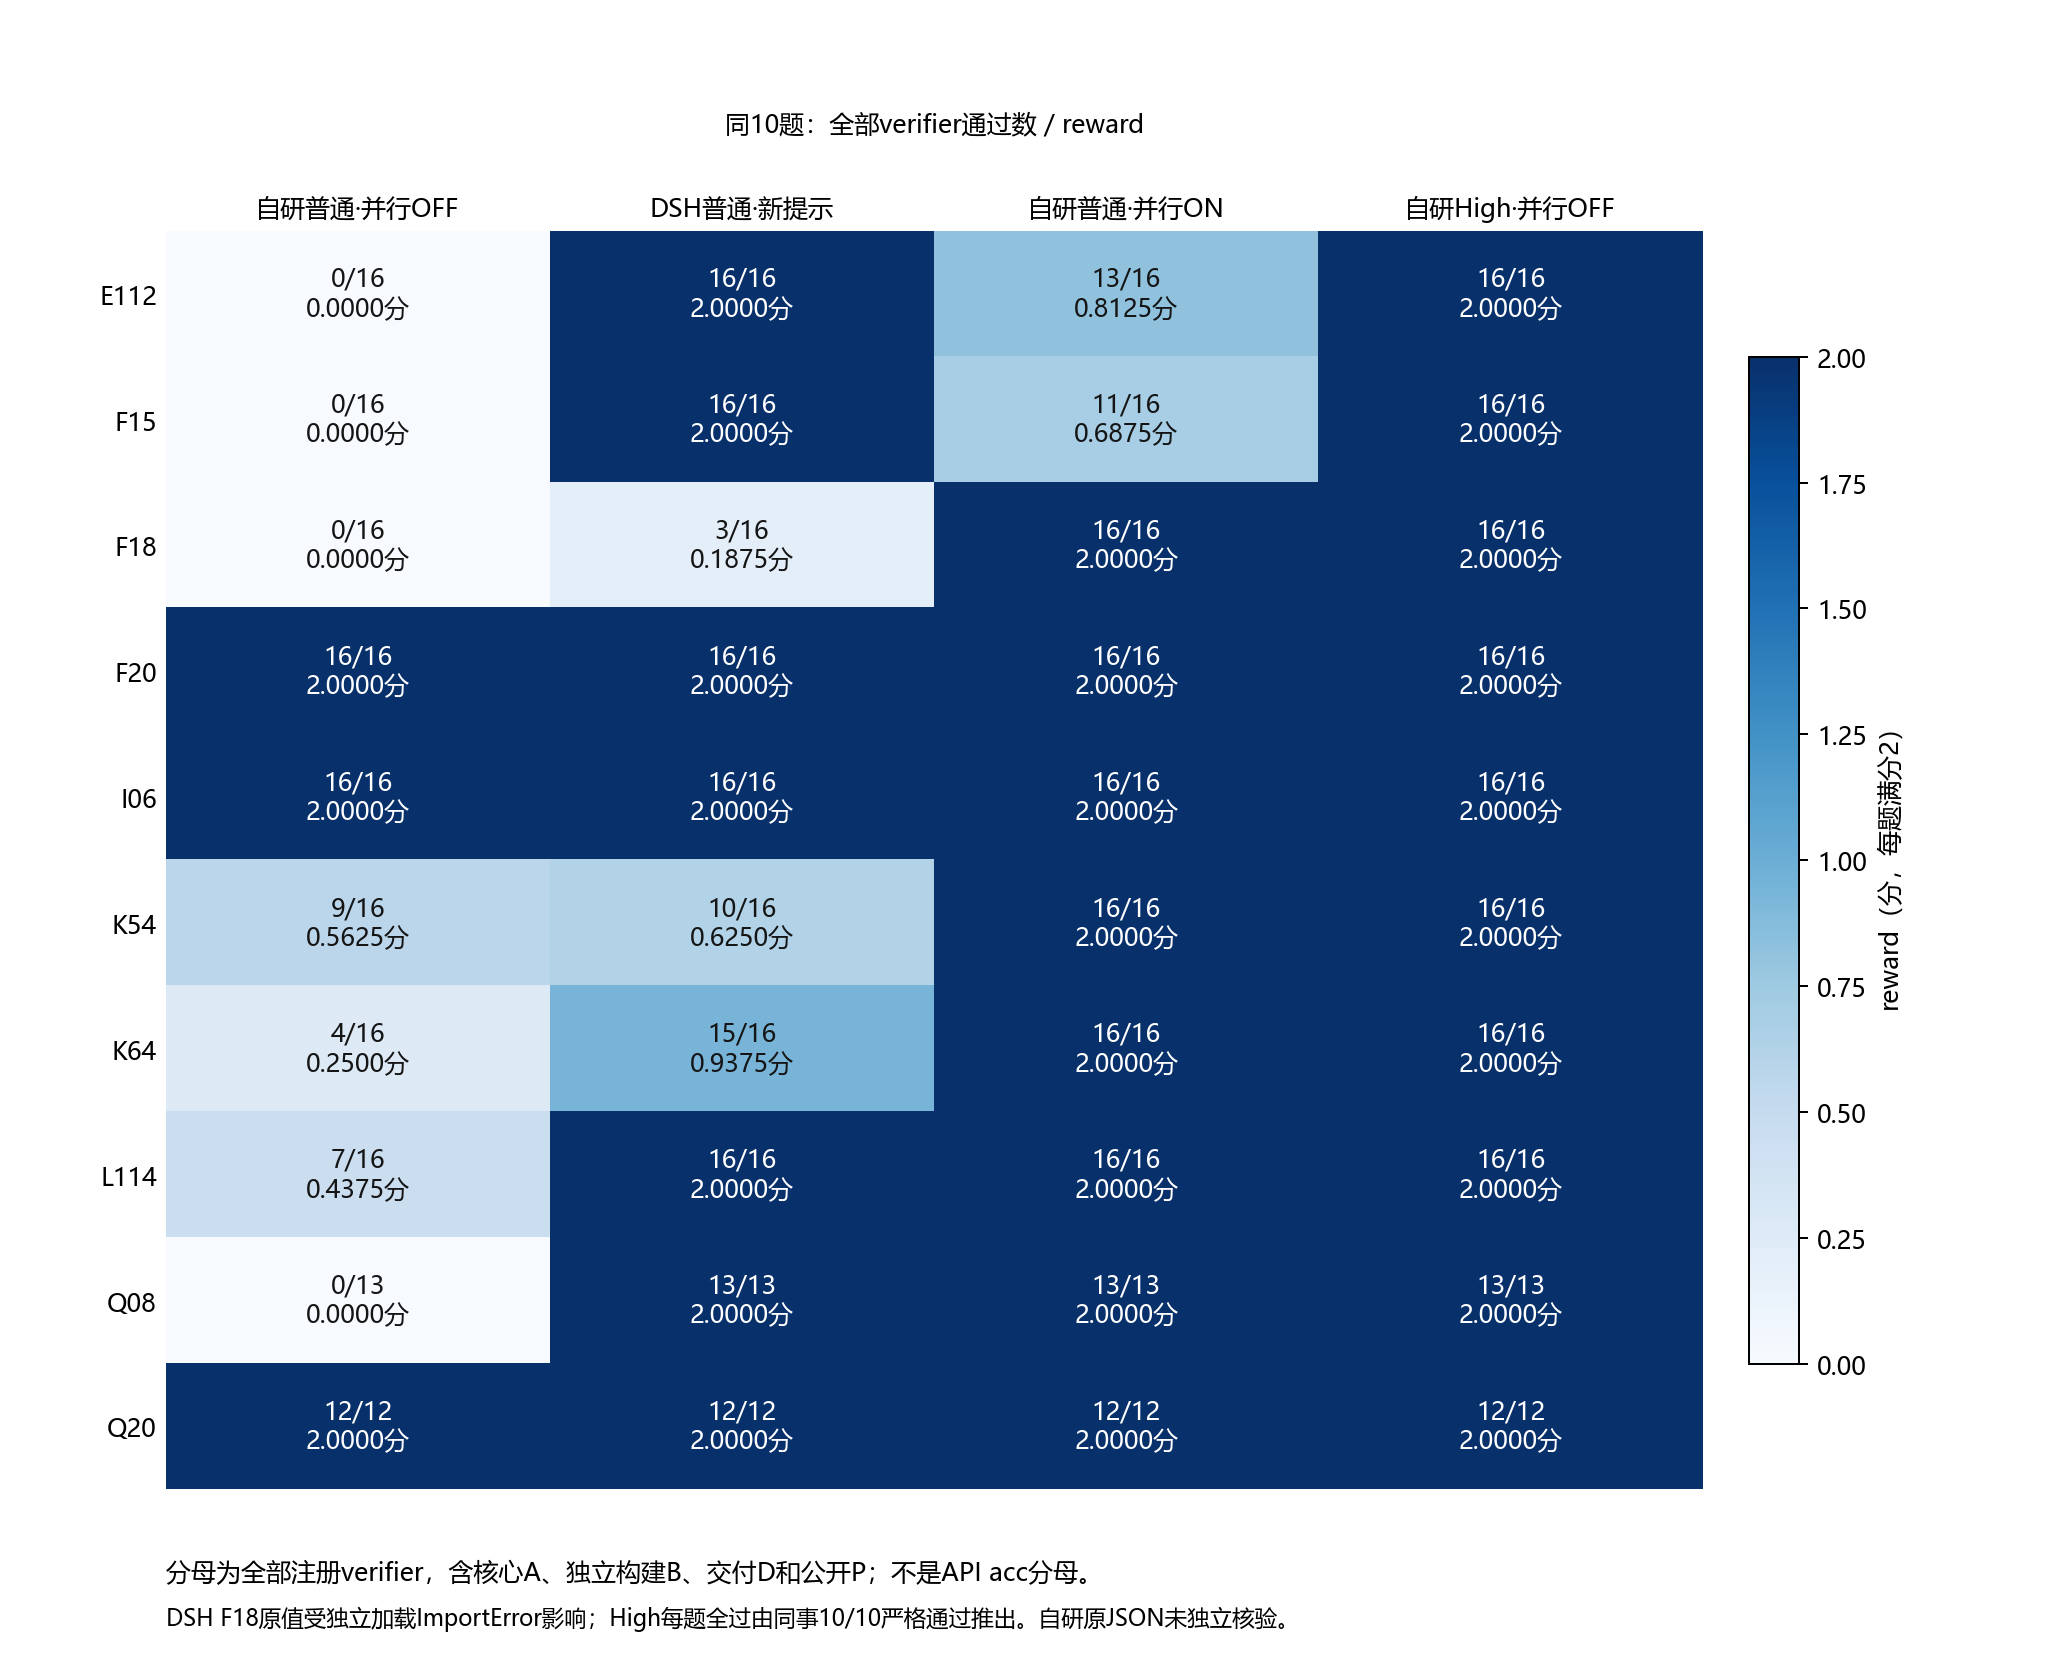 同10题：全部verifier通过数 / reward
自研普通·并行OFF DSH普通·新提示 自研普通·并行ON 自研High·并行OFF
E112
0/16 16/16 13/16 16/16
0.0000分 2.0000分 0.8125分 2.0000分
F15
0/16 16/16 11/16 16/16
0.0000分 2.0000分 0.6875分 2.0000分
F18
0/16 3/16 16/16 16/16
0.0000分 0.1875分 2.0000分 2.0000分
F20
16/16 16/16 16/16 16/16
2.0000分 2.0000分 2.0000分 2.0000分
I06
16/16 16/16 16/16 16/16
2.0000分 2.0000分 2.0000分 2.0000分
K54
9/16 10/16 16/16 16/16
0.5625分 0.6250分 2.0000分 2.0000分
K64
4/16 15/16 16/16 16/16
0.2500分 0.9375分 2.0000分 2.0000分
L114
7/16 16/16 16/16 16/16
0.4375分 2.0000分 2.0000分 2.0000分
Q08
0/13 13/13 13/13 13/13
0.0000分 2.0000分 2.0000分 2.0000分
Q20
12/12 12/12 12/12 12/12
2.0000分 2.0000分 2.0000分 2.0000分
2.00
1.75
1.50
1.25
1.00
0.75
0.50
0.25
0.00
reward（分，每题满分2）
分母为全部注册verifier，含核心A、独立构建B、交付D和公开P；不是API acc分母。
DSH F18原值受独立加载ImportError影响；High每题全过由同事10/10严格通过推出。自研原JSON未独立核验。